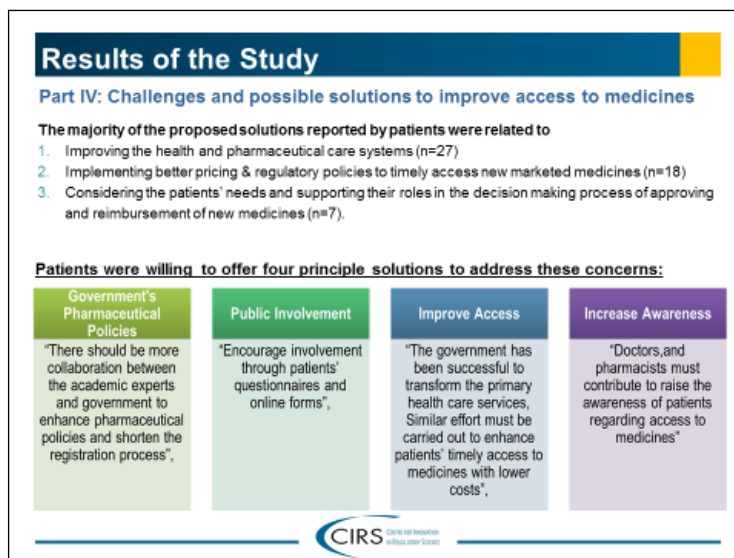 Results of the Study
Part IV: Challenges and possible solutions to improve access to medicines
The majority of the proposed solutions reported by patients were related to
1. Improving the health and pharmaceutical care systems (n=27)
2. Implementing better pricing & regulatory policies to timely access new marketed medicines (n=18)
3. Considering the patients' needs and supporting their roles in the decision making process of approving
and reimbursement of new medicines (n=7).
Patients were willing to offer four principle solutions to address these concerns:
Government's
Pharmaceutical
Policies
"There should be more
collaboration between
the academic experts
and government to
enhance pharmaceutical
policies and shorten the
registration process",
Public Involvement
"Encourage involvement
through patients'
questionnaires and
online forms",
Improve Access
"The government has
been successful to
transform the primary
health care services,
Similar effort must be
carried out to enhance
patients' timely access to
medicines with lower
costs",
Increase Awareness
"Doctors,and
pharmacists must
contribute to raise the
awareness of patients
regarding access to
medicines"
CIRS
Centre for Innovation
in Regulatory Science